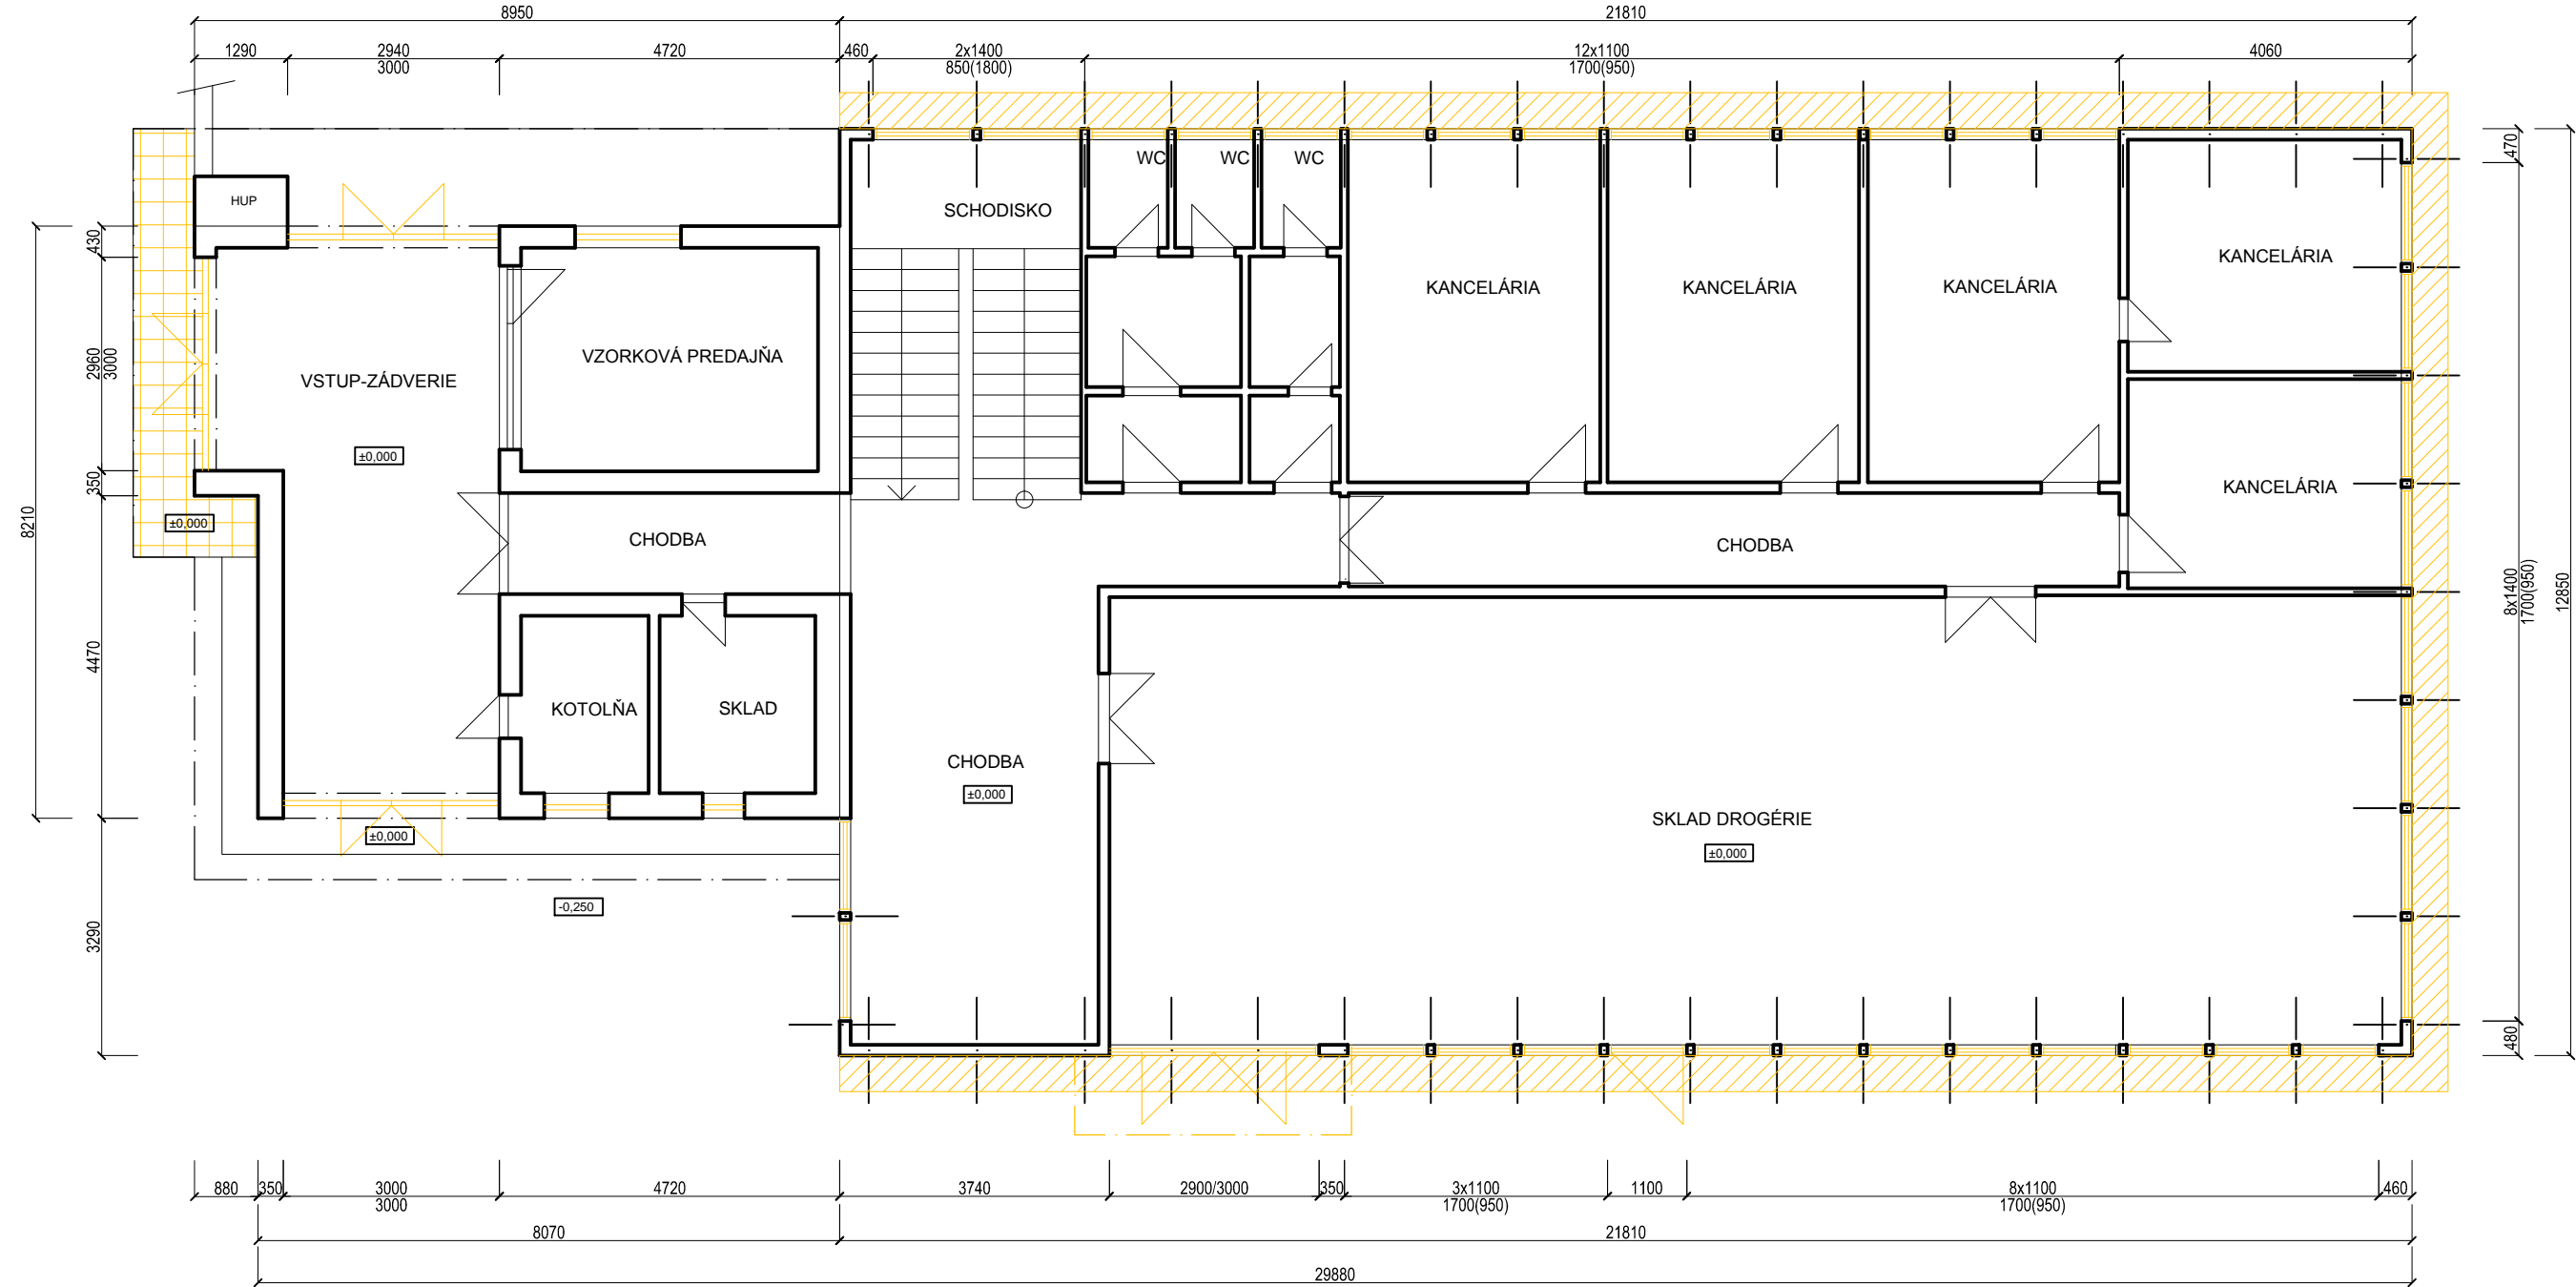 8950
21810
1290
2940
4720
460
2x1400
12x1100
4060
3000
850(1800)
1700(950)
WC
WC
WC
470
HUP
SCHODISKO
430
KANCELÁRIA
KANCELÁRIA
KANCELÁRIA
KANCELÁRIA
VZORKOVÁ PREDAJŇA
2960
3000
VSTUP-ZÁDVERIE
±0,000
350
KANCELÁRIA
8210
±0,000
CHODBA
CHODBA
8x1400
1700(950)
12850
4470
KOTOLŇA
SKLAD
CHODBA
±0,000
SKLAD DROGÉRIE
±0,000
±0,000
-0,250
3290
480
880
350
3000
4720
3740
2900/3000
350
3x1100
1100
8x1100
460
3000
1700(950)
1700(950)
8070
21810
29880